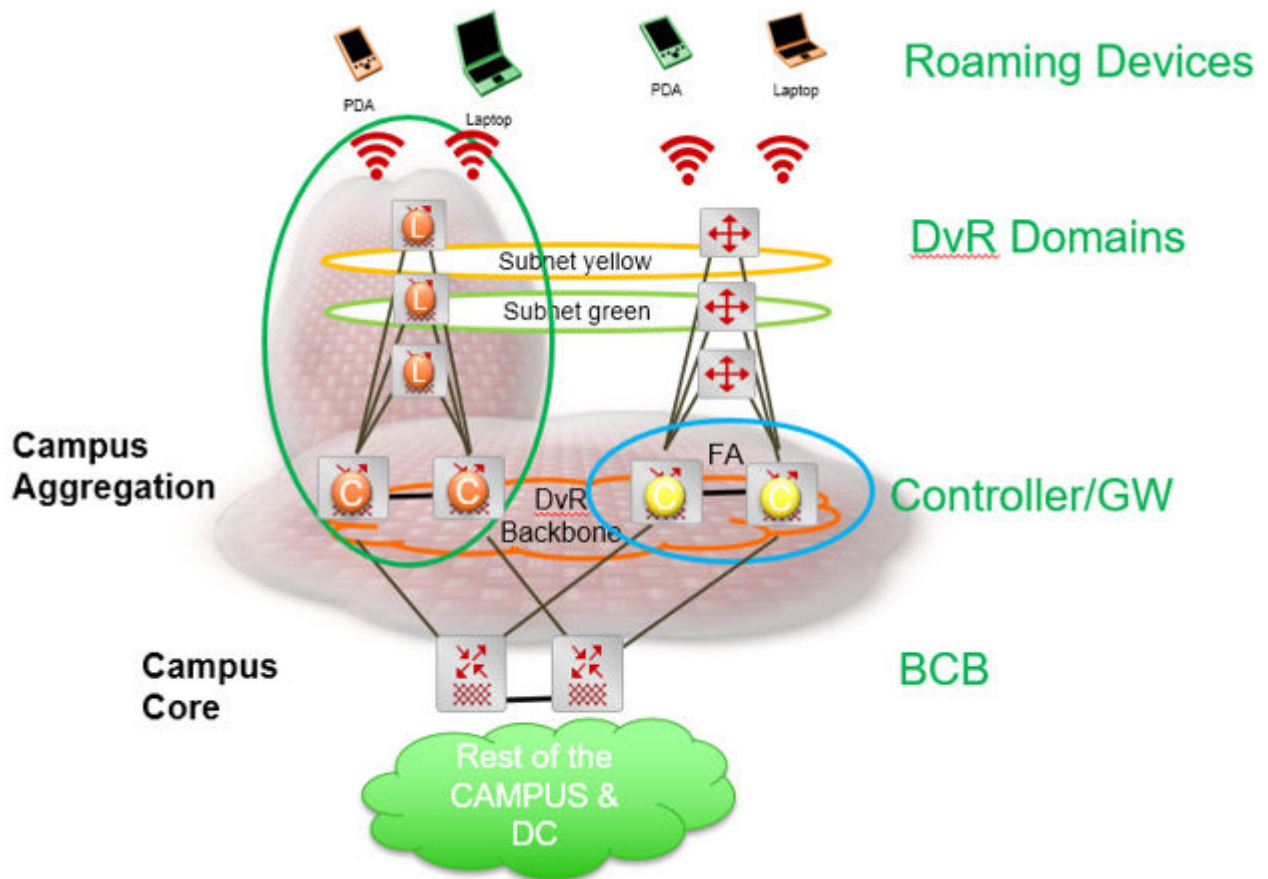 Roaming Devices
PDA
Laptop
PDA
Laptop
DvR Domains
L
Subnet yellow
L
Subnet green
L
Campus
Aggregation
FA
C
C
C
C
DvR
Backbone
Controller/GW
Campus
Core
BCB
Rest of the
CAMPUS &
DC